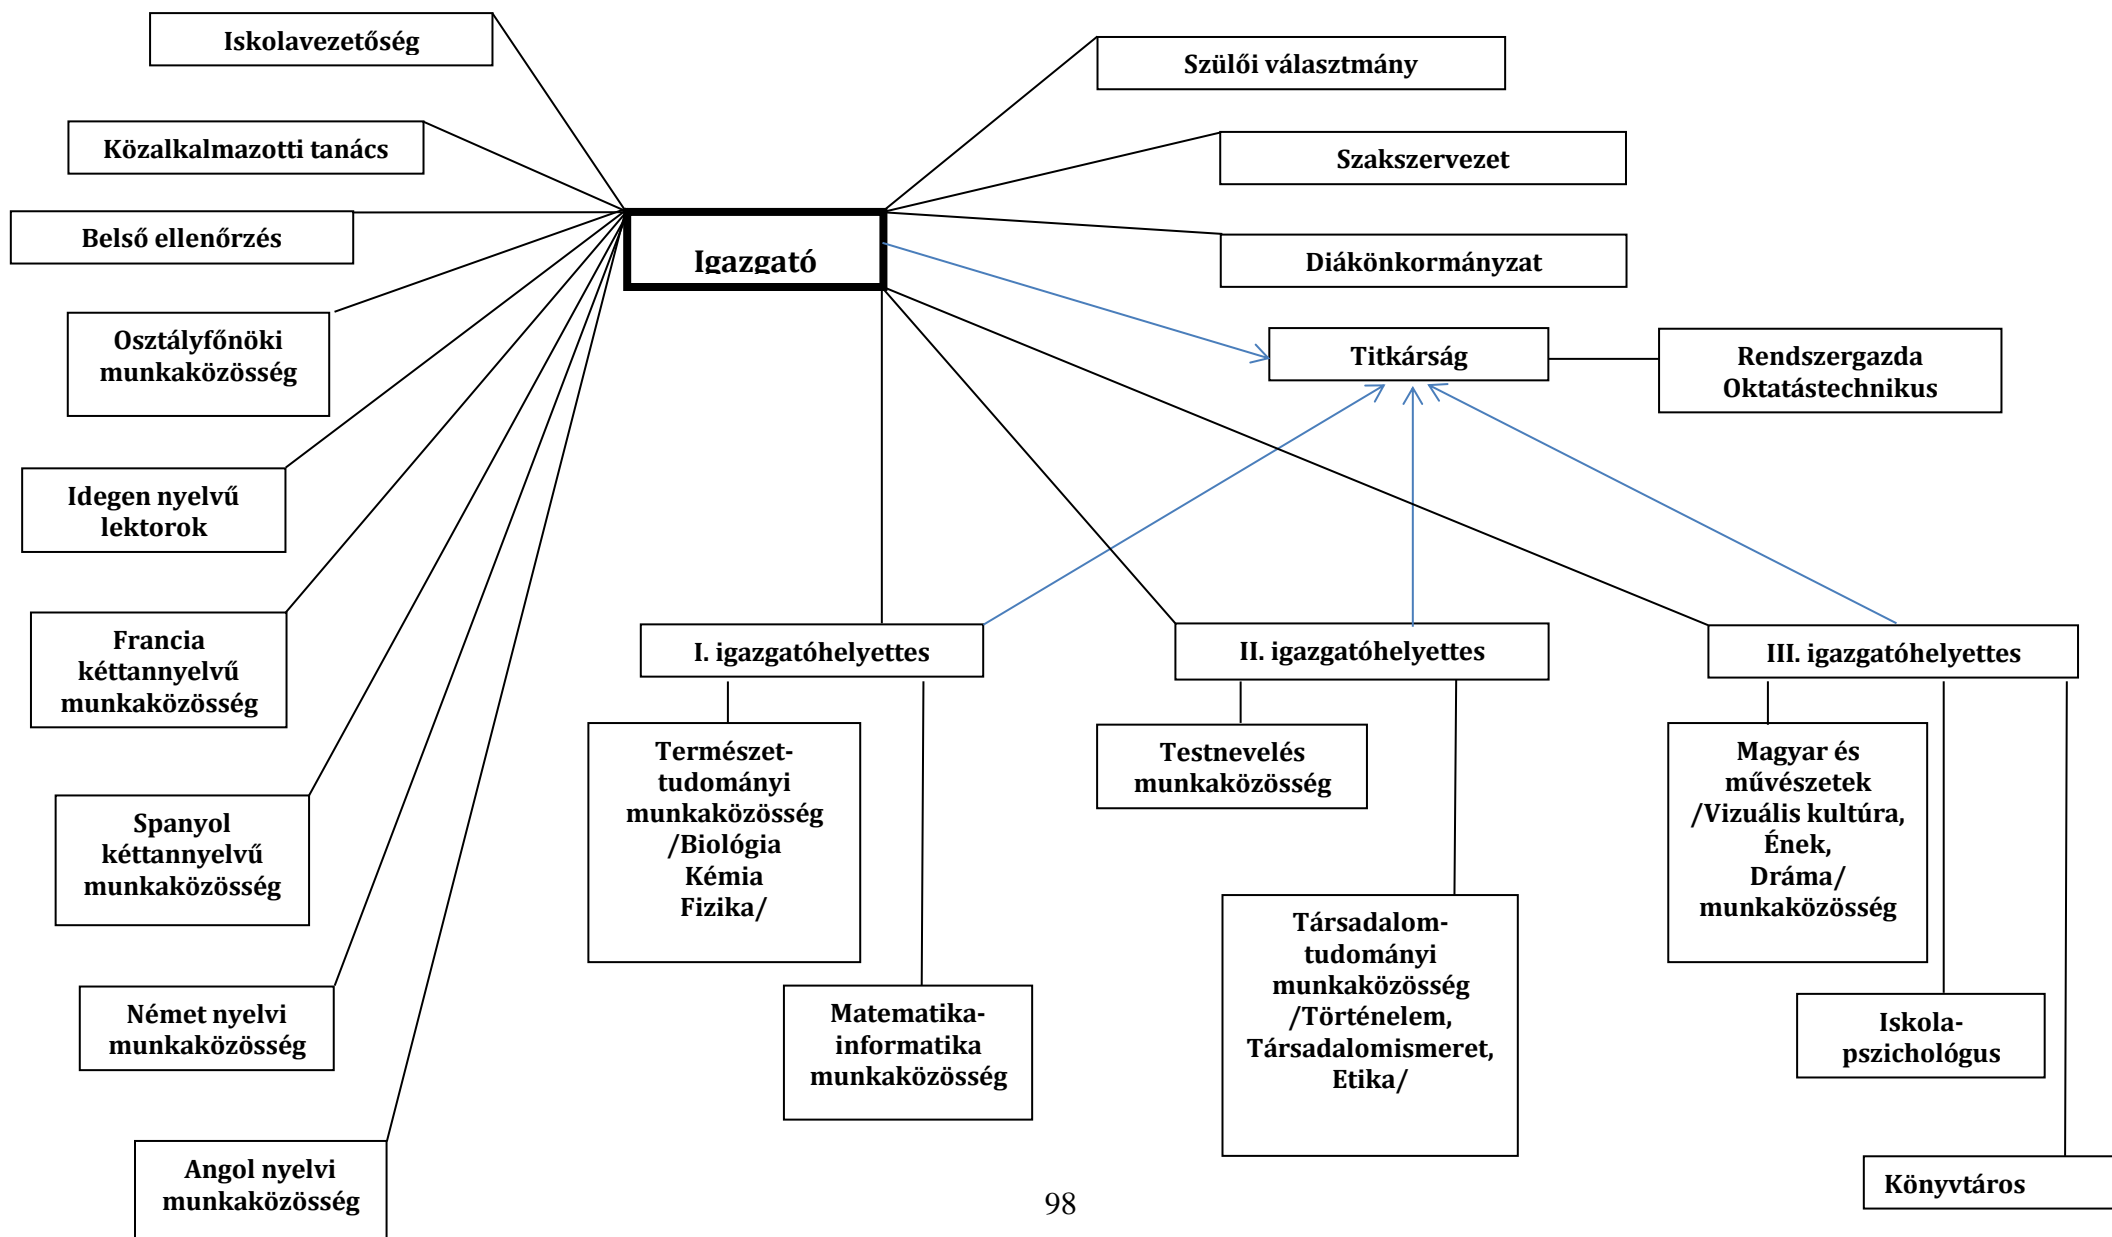 Iskolavezetőség
Szülői választmány
Közalkalmazotti tanács
Szakszervezet
Belső ellenőrzés
Igazgató
Diákönkormányzat
Osztályfőnöki
munkaközösség
Titkárság
Rendszergazda
Oktatástechnikus
Idegen nyelvű
lektorok
Francia
kéttannyelvű
munkaközösség
I. igazgatóhelyettes
II. igazgatóhelyettes
III. igazgatóhelyettes
Spanyol
kéttannyelvű
munkaközösség
Természet-
tudományi
munkaközösség
/Biológia
Kémia
Fizika/
Testnevelés
munkaközösség
Magyar és
művészetek
/Vizuális kultúra,
Ének,
Dráma/
munkaközösség
Német nyelvi
munkaközösség
Matematika-
informatika
munkaközösség
Társadalom-
tudományi
munkaközösség
/Történelem,
Társadalomismeret,
Etika/
Iskola-
pszichológus
Angol nyelvi
munkaközösség
Könyvtáros
98